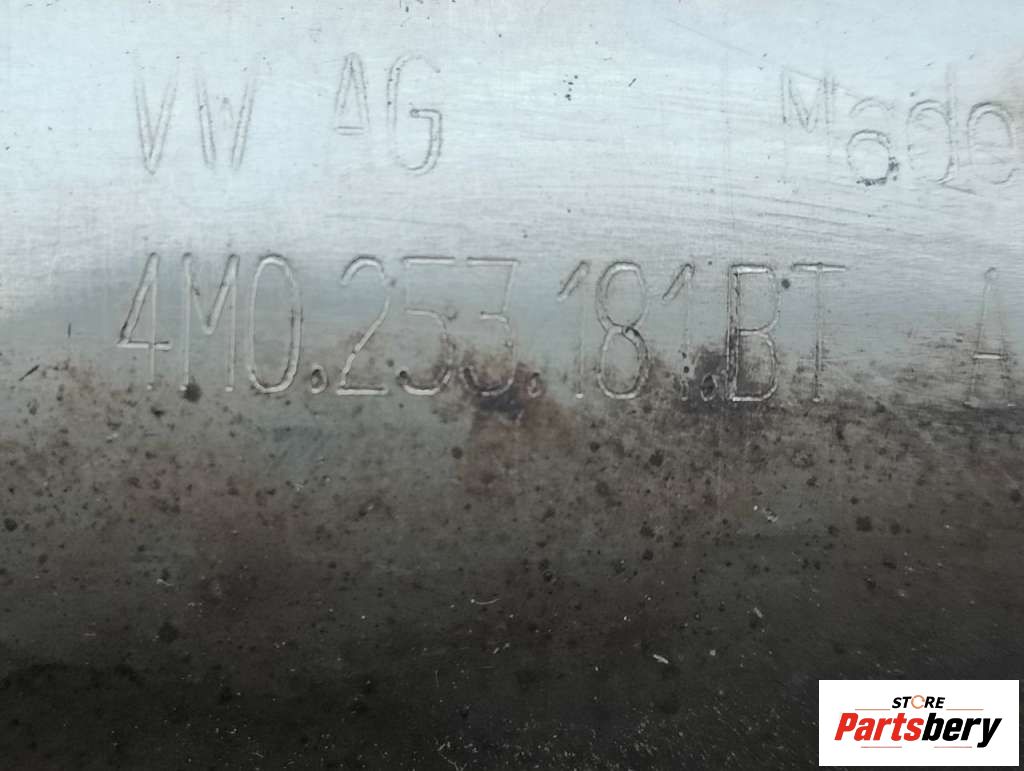 VW AG Made
4M0.253.181.BT A
STORE
Partsbery